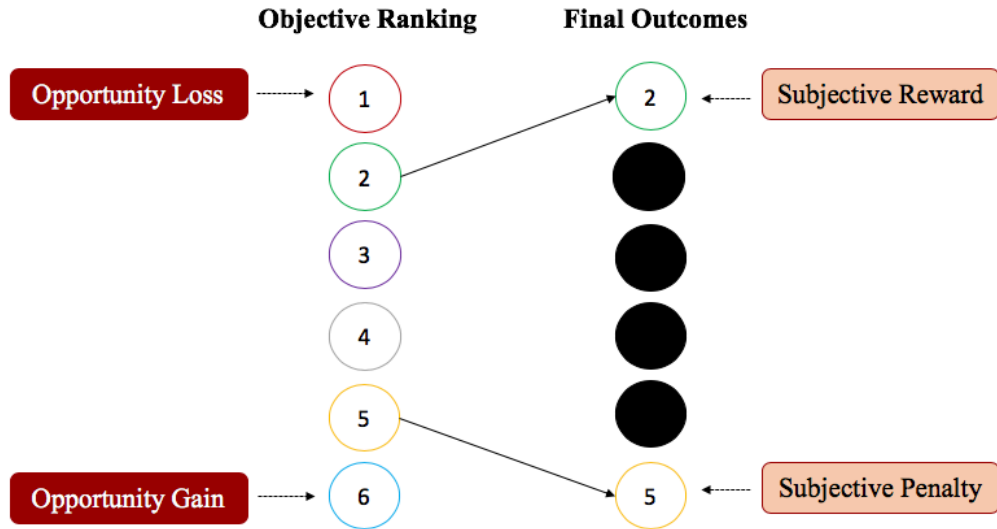 Objective Ranking Final Outcomes
Opportunity Loss 1 2 Subjective Reward
2
3
4
5
Opportunity Gain 6 5 Subjective Penalty